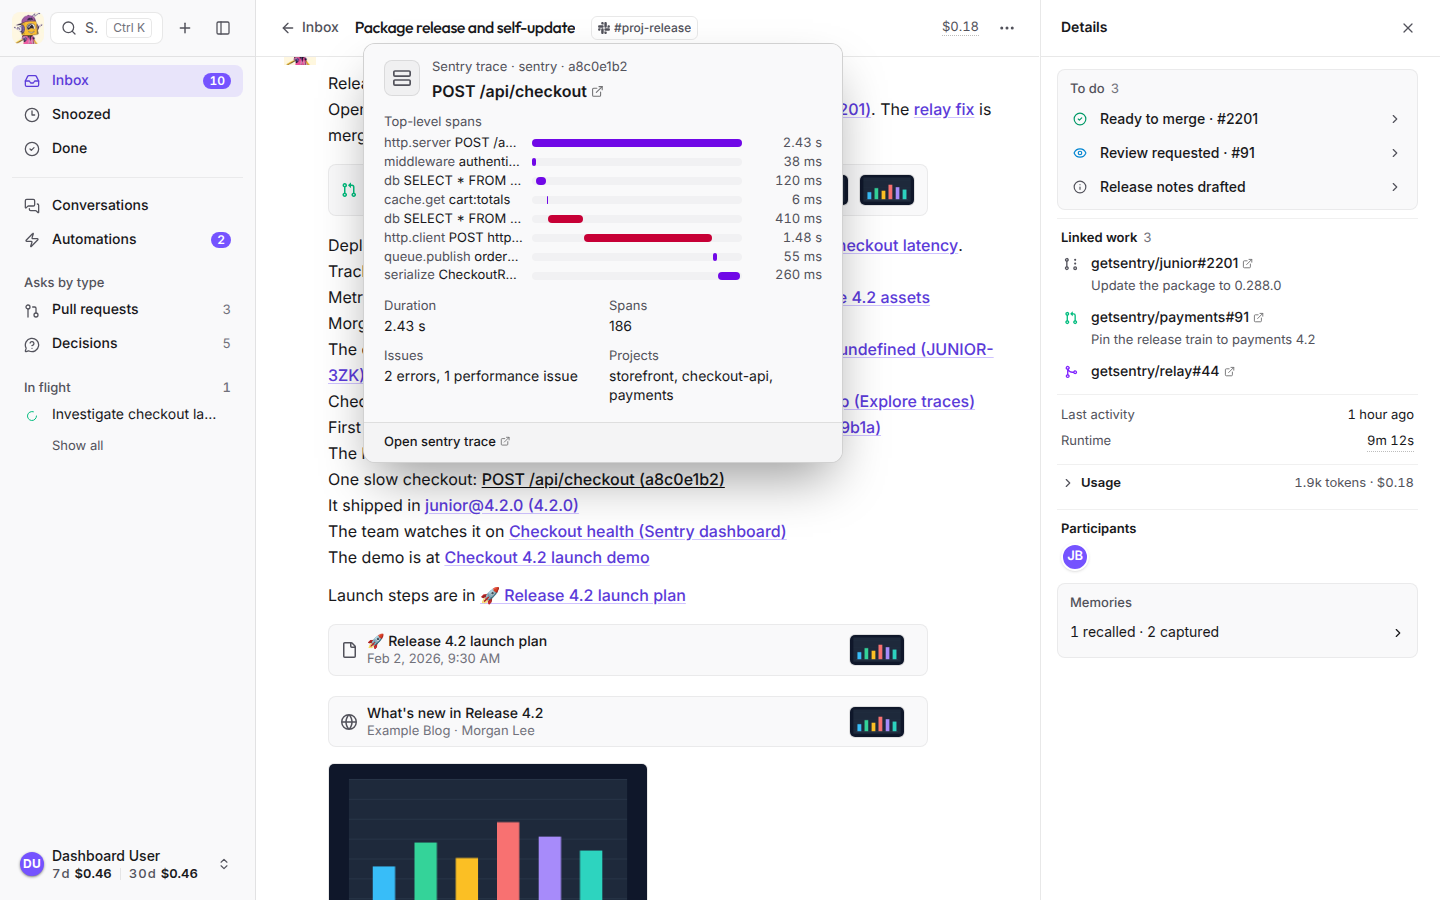 S.
Ctrl K
Inbox
10
Snoozed
Done
Conversations
Automations
2
Asks by type
Pull requests
3
Decisions
5
In flight
1
Investigate checkout la...
Show all
DU
Dashboard User
7d $0.46
30d $0.46
Inbox
Package release and self-update
#proj-release
$0.18
Relea
Oper
201). The relay fix is
merg
Depl
heckout latency.
Tracl
Metr
e 4.2 assets
Morg
The
undefined (JUNIOR-
3ZK)
Chec
o (Explore traces)
First
9b1a)
The
Sentry trace · sentry · a8c0e1b2
POST /api/checkout
Top-level spans
http.server POST /a...
2.43 s
middleware authenti...
38 ms
db SELECT * FROM ...
120 ms
cache.get cart:totals
6 ms
db SELECT * FROM ...
410 ms
http.client POST http...
1.48 s
queue.publish order...
55 ms
serialize CheckoutR...
260 ms
Duration
Spans
2.43 s
186
Issues
Projects
2 errors, 1 performance issue
storefront, checkout-api,
payments
Open sentry trace
One slow checkout: POST /api/checkout (a8c0e1b2)
It shipped in junior@4.2.0 (4.2.0)
The team watches it on Checkout health (Sentry dashboard)
The demo is at Checkout 4.2 launch demo
Launch steps are in 🚀 Release 4.2 launch plan
🚀 Release 4.2 launch plan
Feb 2, 2026, 9:30 AM
What's new in Release 4.2
Example Blog · Morgan Lee
Details
To do 3
Ready to merge · #2201
Review requested · #91
Release notes drafted
Linked work 3
getsentry/junior#2201
Update the package to 0.288.0
getsentry/payments#91
Pin the release train to payments 4.2
getsentry/relay#44
Last activity
1 hour ago
Runtime
9m 12s
Usage
1.9k tokens · $0.18
Participants
JB
Memories
1 recalled · 2 captured